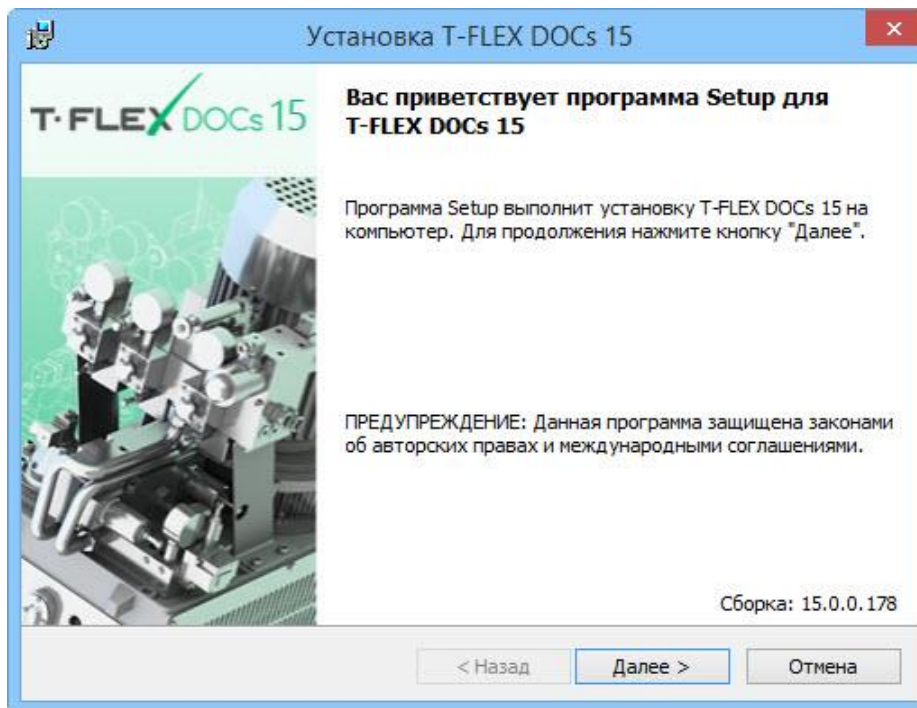 Установка T-FLEX DOCs 15
T-FLEX DOCs 15
Вас приветствует программа Setup для
T-FLEX DOCs 15
Программа Setup выполнит установку T-FLEX DOCs 15 на
компьютер. Для продолжения нажмите кнопку "Далее".
ПРЕДУПРЕЖДЕНИЕ: Данная программа защищена законами
об авторских правах и международными соглашениями.
Сборка: 15.0.0.178
< Назад
Далее >
Отмена